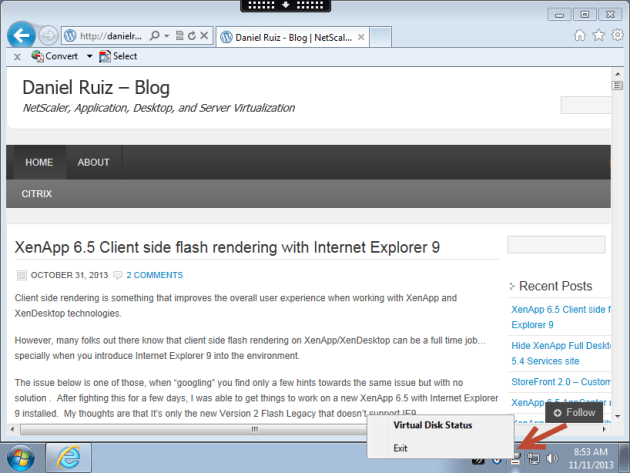 http://danielr...
Daniel Ruiz - Blog | NetScal...
x Convert Select
Daniel Ruiz – Blog
NetScaler, Application, Desktop, and Server Virtualization
HOME ABOUT
CITRIX
XenApp 6.5 Client side flash rendering with Internet Explorer 9
OCTOBER 31, 2013 2 COMMENTS
Client side rendering is something that improves the overall user experience when working with XenApp and
XenDesktop technologies.
However, many folks out there know that client side flash rendering on XenApp/XenDesktop can be a full time job…
specially when you introduce Internet Explorer 9 into the environment.
The issue below is one of those, when “googling” you find only a few hints towards the same issue but with no
solution . After fighting this for a few days, I was able to get things to work on a new XenApp 6.5 with Internet Explorer
9 installed. My thoughts are that It’s only the new Version 2 Flash Legacy that doesn’t support IE9
Recent Posts
XenApp 6.5 Client side f
Explorer 9
Hide XenApp Full Desk
5.4 Services site
StoreFront 2.0 – Custom
XenApp 6.5
Follow
Virtual Disk Status
Exit
8:53 AM
11/11/2013